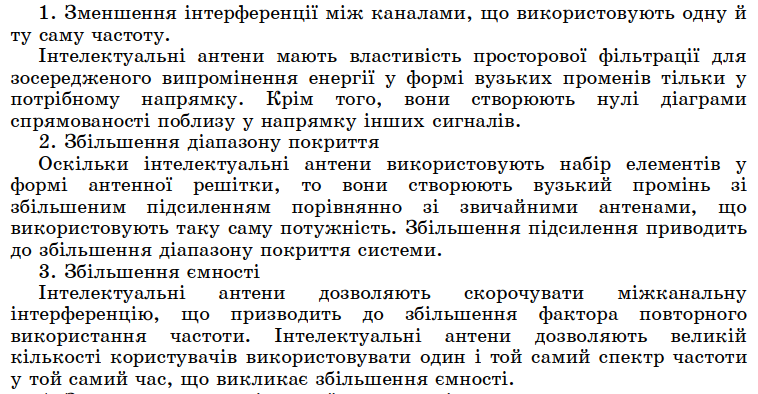 1. Зменшення інтерференції між каналами, що використовують одну й
ту саму частоту.
Інтелектуальні антени мають властивість просторової фільтрації для
зосередженого випромінення енергії у формі вузьких променів тільки у
потрібному напрямку. Крім того, вони створюють нулі діаграми
спрямованості поблизу у напрямку інших сигналів.
2. Збільшення діапазону покриття
Оскільки інтелектуальні антени використовують набір елементів у
формі антенної решітки, то вони створюють вузький промінь зі
збільшеним підсиленням порівнянно зі звичайними антенами, що
використовують таку саму потужність. Збільшення підсилення приводить
до збільшення діапазону покриття системи.
3. Збільшення ємності
Інтелектуальні антени дозволяють скорочувати міжканальну
інтерференцію, що призводить до збільшення фактора повторного
використання частоти. Інтелектуальні антени дозволяють великій
кількості користувачів використовувати один і той самий спектр частоти
у той самий час, що викликає збільшення ємності.